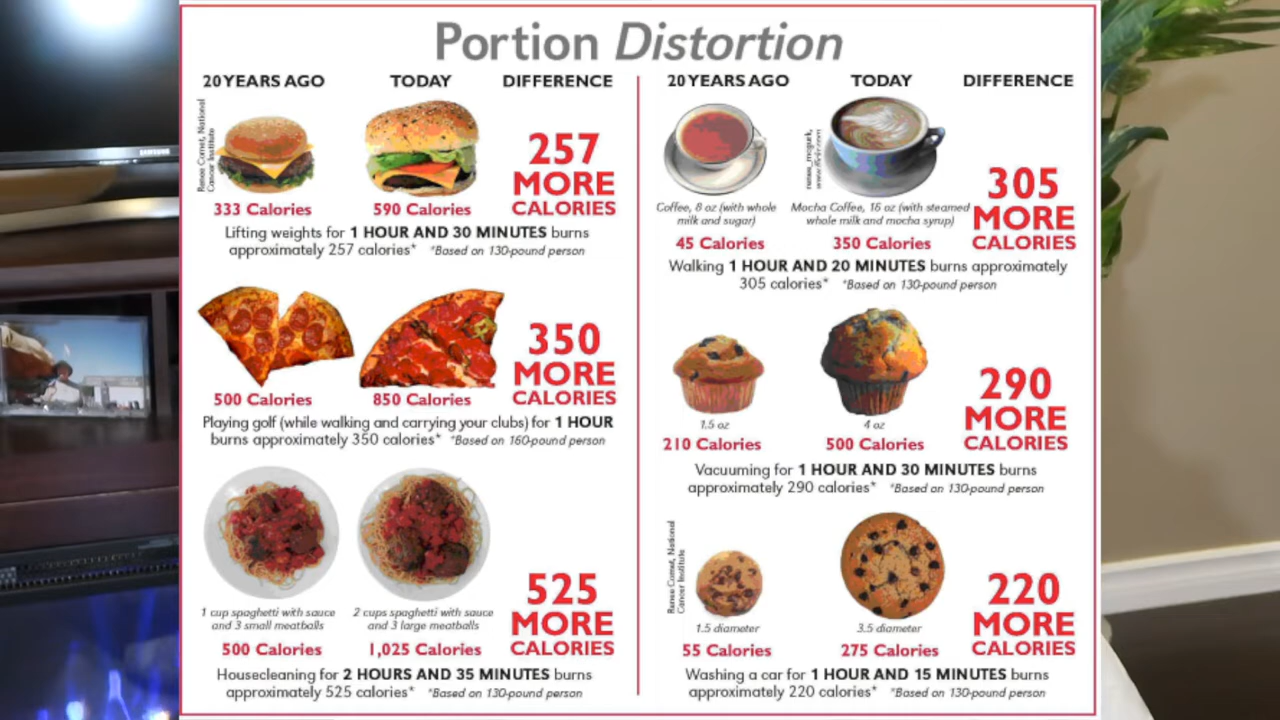 Portion Distortion
20 YEARS AGO TODAY DIFFERENCE
Renee Comet, National
Cancer Institute
257
MORE
CALORIES
333 Calories 590 Calories
Lifting weights for 1 HOUR AND 30 MINUTES burns
approximately 257 calories* *Based on 130-pound person
350
MORE
CALORIES
500 Calories 850 Calories
Playing golf (while walking and carrying your clubs) for 1 HOUR
burns approximately 350 calories* *Based on 160-pound person
1 cup spaghetti with sauce
and 3 small meatballs
2 cups spaghetti with sauce
and 3 large meatballs
525
MORE
CALORIES
500 Calories 1,025 Calories
Housecleaning for 2 HOURS AND 35 MINUTES burns
approximately 525 calories* *Based on 130-pound person
20 YEARS AGO TODAY DIFFERENCE
renee_mcgurk,
www.flickr.com
Coffee, 8 oz (with whole
milk and sugar)
Mocha Coffee, 16 oz (with steamed
whole milk and mocha syrup)
305
MORE
CALORIES
45 Calories 350 Calories
Walking 1 HOUR AND 20 MINUTES burns approximately
305 calories* *Based on 130-pound person
1.5 oz 4 oz
290
MORE
CALORIES
210 Calories 500 Calories
Vacuuming for 1 HOUR AND 30 MINUTES burns
approximately 290 calories* *Based on 130-pound person
Renee Comet, National
Cancer Institute
1.5 diameter 3.5 diameter
220
MORE
CALORIES
55 Calories 275 Calories
Washing a car for 1 HOUR AND 15 MINUTES burns
approximately 220 calories* *Based on 130-pound person
SAMSUNG